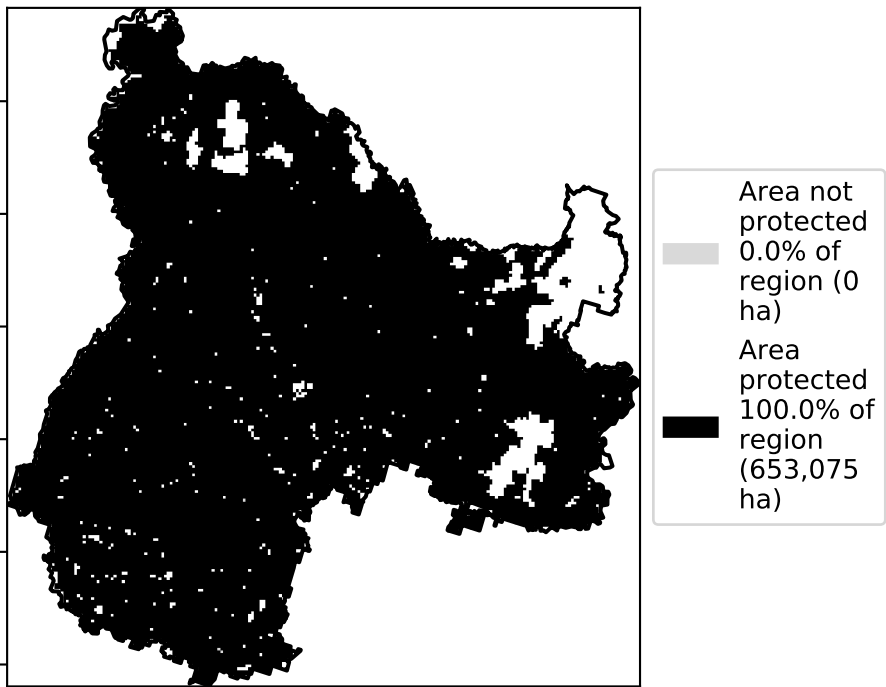 Area not
protected
0.0% of
region (0
ha)
Area
protected
100.0% of
region
(653,075
ha)